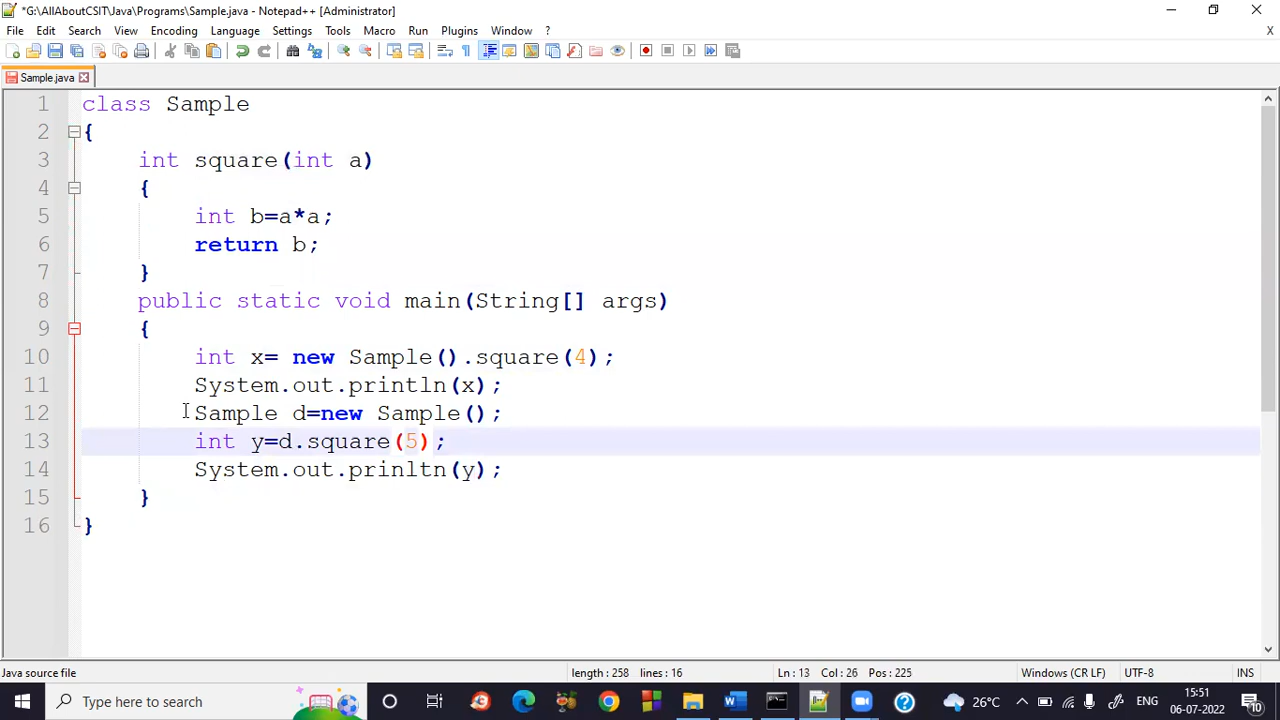 *G:\AllAboutCSIT\Java\Programs\Sample.java - Notepad++ [Administrator]
File Edit Search View Encoding Language Settings Tools Macro Run Plugins Window ? X
Sample.java
1 class Sample
2 {
3 int square(int a)
4 {
5 int b=a*a;
6 return b;
7 }
8 public static void main(String[] args)
9 {
10 int x= new Sample().square(4);
11 System.out.println(x);
12 Sample d=new Sample();
13 int y=d.square(5);
14 System.out.prinltn(y);
15 }
16 }
Java source file length : 258 lines : 16 Ln : 13 Col : 26 Pos : 225 Windows (CR LF) UTF-8 INS
Type here to search 26°C ENG 15:51
06-07-2022 10